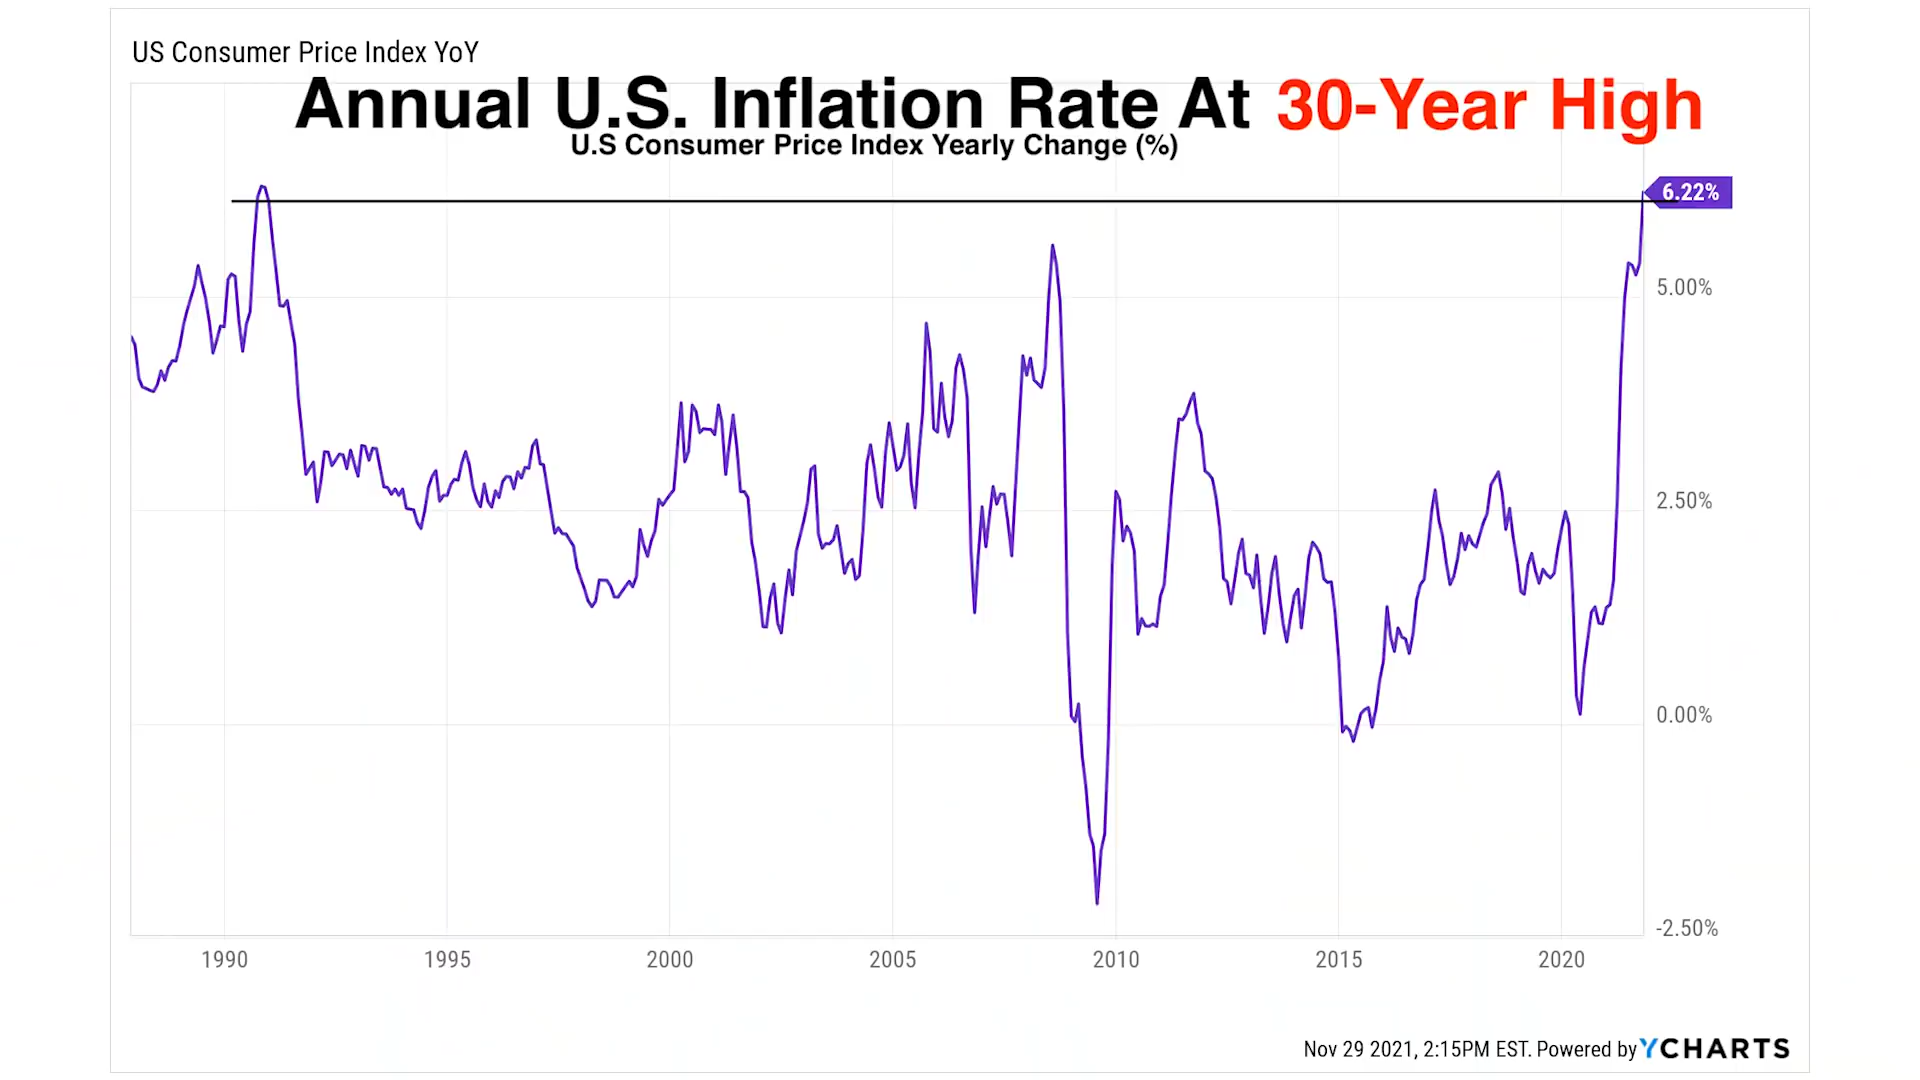 US Consumer Price Index YoY
Annual U.S. Inflation Rate At 30-Year High
U.S Consumer Price Index Yearly Change (%)
6.22%
5.00%
2.50%
0.00%
-2.50%
1990 1995 2000 2005 2010 2015 2020
Nov 29 2021, 2:15PM EST. Powered by YCHARTS